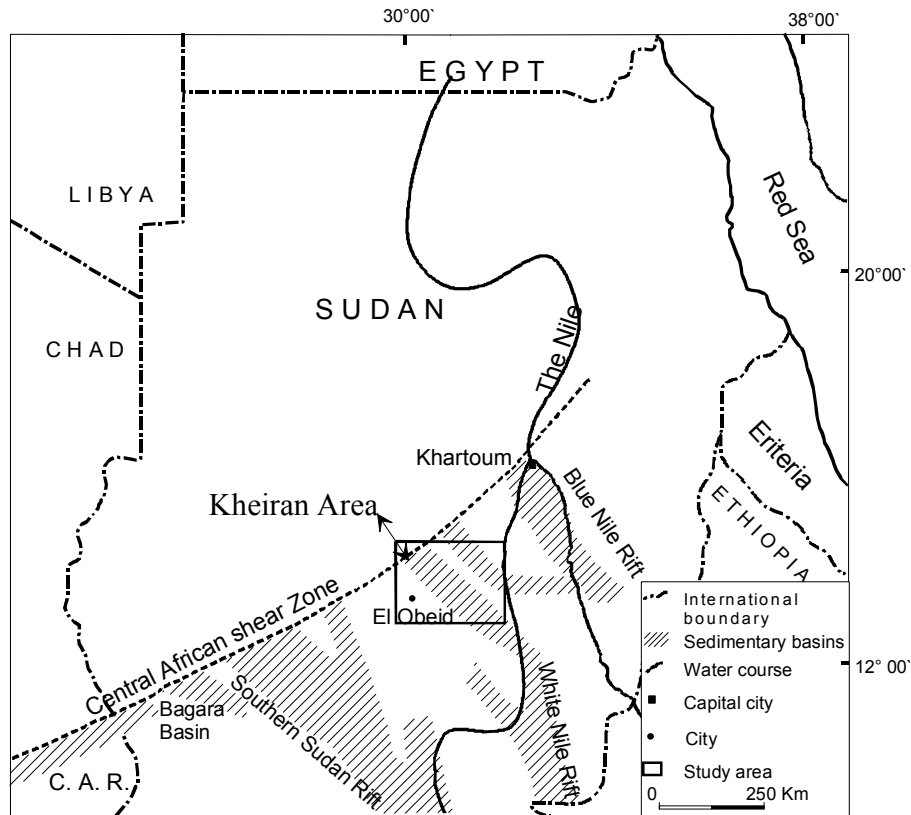 30°00`
38°00`
EGYPT
LIBYA
Red Sea
20°00`
SUDAN
CHAD
The Nile
Khartoum
Eriteria
Blue Nile Rift
ETHIOPIA
Kheiran Area
El Obeid
Central African shear Zone
12° 00`
Bagara
Basin
Southern Sudan Rift
White Nile Rift
C. A. R.
International
boundary
Sedimentary basins
Water course
Capital city
City
Study area
0 250 Km